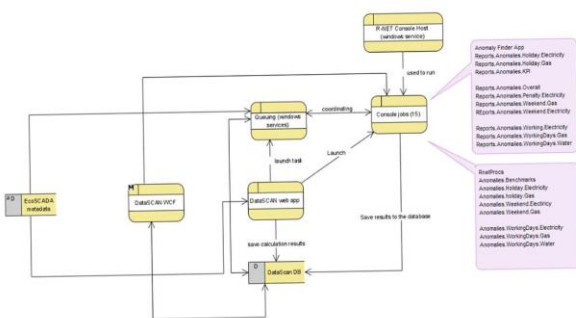 R-NET Console Host
(windows service)
used to run
Queuing (windows
services)
coordinating
Console jobs (15)
launch task
Launch
D
EcoSCADA
metadata
M
DataSCAN WCF
DataSCAN web app
Save results to the database
save calculation results
D
DataScan DB
Anomaly Finder App
Reports.Anomalies.Holiday.Electricity
Reports.Anomalies.Holiday.Gas
Reports.Anomalies.KPI
Reports.Anomalies.Overall
Reports.Anomalies.Penalty.Electricity
Reports.Anomalies.Weekend.Gas
REports.Anomalies.Weekend.Electricity
Reports.Anomalies.Working.Electricity
Reports.Anomalies.WorkingDays.Gas
Reports.Anomalies.WorkingDays.Water
Anomalies.Benchmarks
Anomalies.Holiday.Electricity
Anomalies.holiday.Gas
Anomalies.Weekend.Electricy
Anomalies.Weekend.Gas
Anomalies.WorkingDays.Electricity
Anomalies.WorkingDays.Gas
Anomalies.WorkingDays.Water